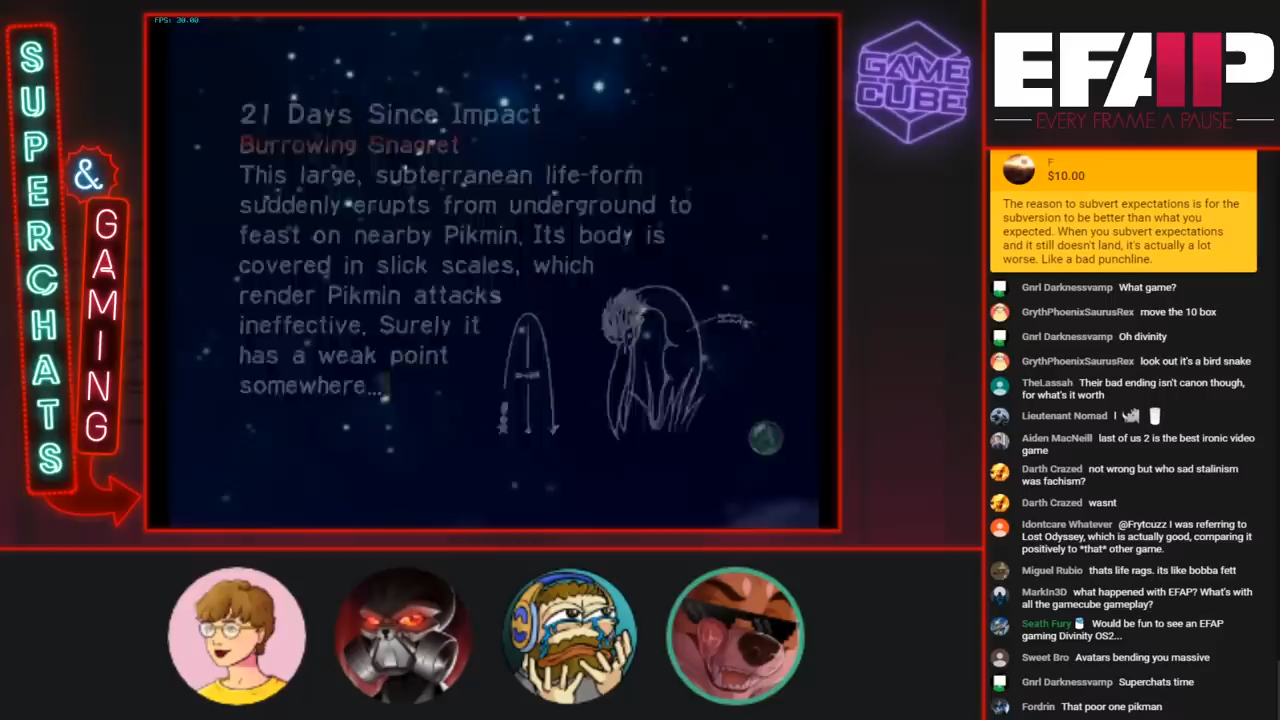 SUPERCHATS
&
GAMING
FPS: 30.00
21 Days Since Impact
Burrowing Snagret
This large, subterranean life-form
suddenly erupts from underground to
feast on nearby Pikmin. Its body is
covered in slick scales, which
render Pikmin attacks
ineffective. Surely it
has a weak point
somewhere...
GAME
CUBE
EFAP
EVERY FRAME A PAUSE
F
$10.00
The reason to subvert expectations is for the
subversion to be better than what you
expected. When you subvert expectations
and it still doesn't land, it's actually a lot
worse. Like a bad punchline.
Gnrl Darknessvamp What game?
GrythPhoenixSaurusRex move the 10 box
Gnrl Darknessvamp Oh divinity
GrythPhoenixSaurusRex look out it's a bird snake
TheLassah Their bad ending isn't canon though,
for what's it worth
Lieutenant Nomad I
Aiden MacNeill last of us 2 is the best ironic video
game
Darth Crazed not wrong but who sad stalinism
was fachism?
Darth Crazed wasnt
Idontcare Whatever @Frytcuzz I was referring to
Lost Odyssey, which is actually good, comparing it
positively to *that* other game.
Miguel Rubio thats life rags. its like bobba fett
MarkIn3D what happened with EFAP? What's with
all the gamecube gameplay?
Seath Fury Would be fun to see an EFAP
gaming Divinity OS2...
Sweet Bro Avatars bending you massive
Gnrl Darknessvamp Superchats time
Fordrin That poor one pikman